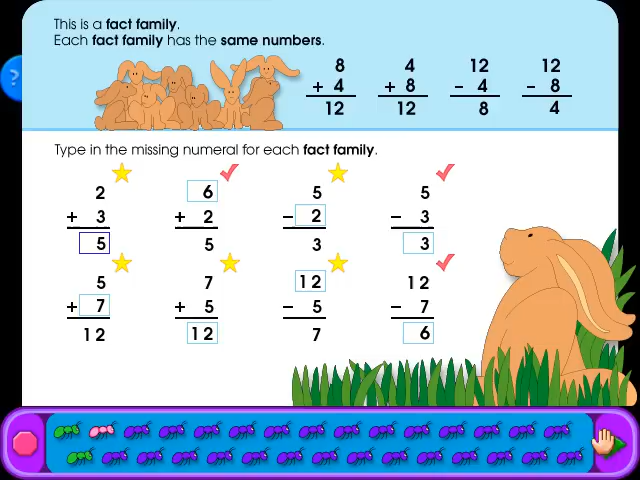 This is a fact family.
Each fact family has the same numbers.
8 4 12 12
+ 4 + 8 − 4 − 8
12 12 8 4
?
Type in the missing numeral for each fact family.
2 6 5 5
+ 3 + 2 − 2 − 3
5 5 3 3
5 7 12 12
+ 7 + 5 − 5 − 7
12 12 7 6